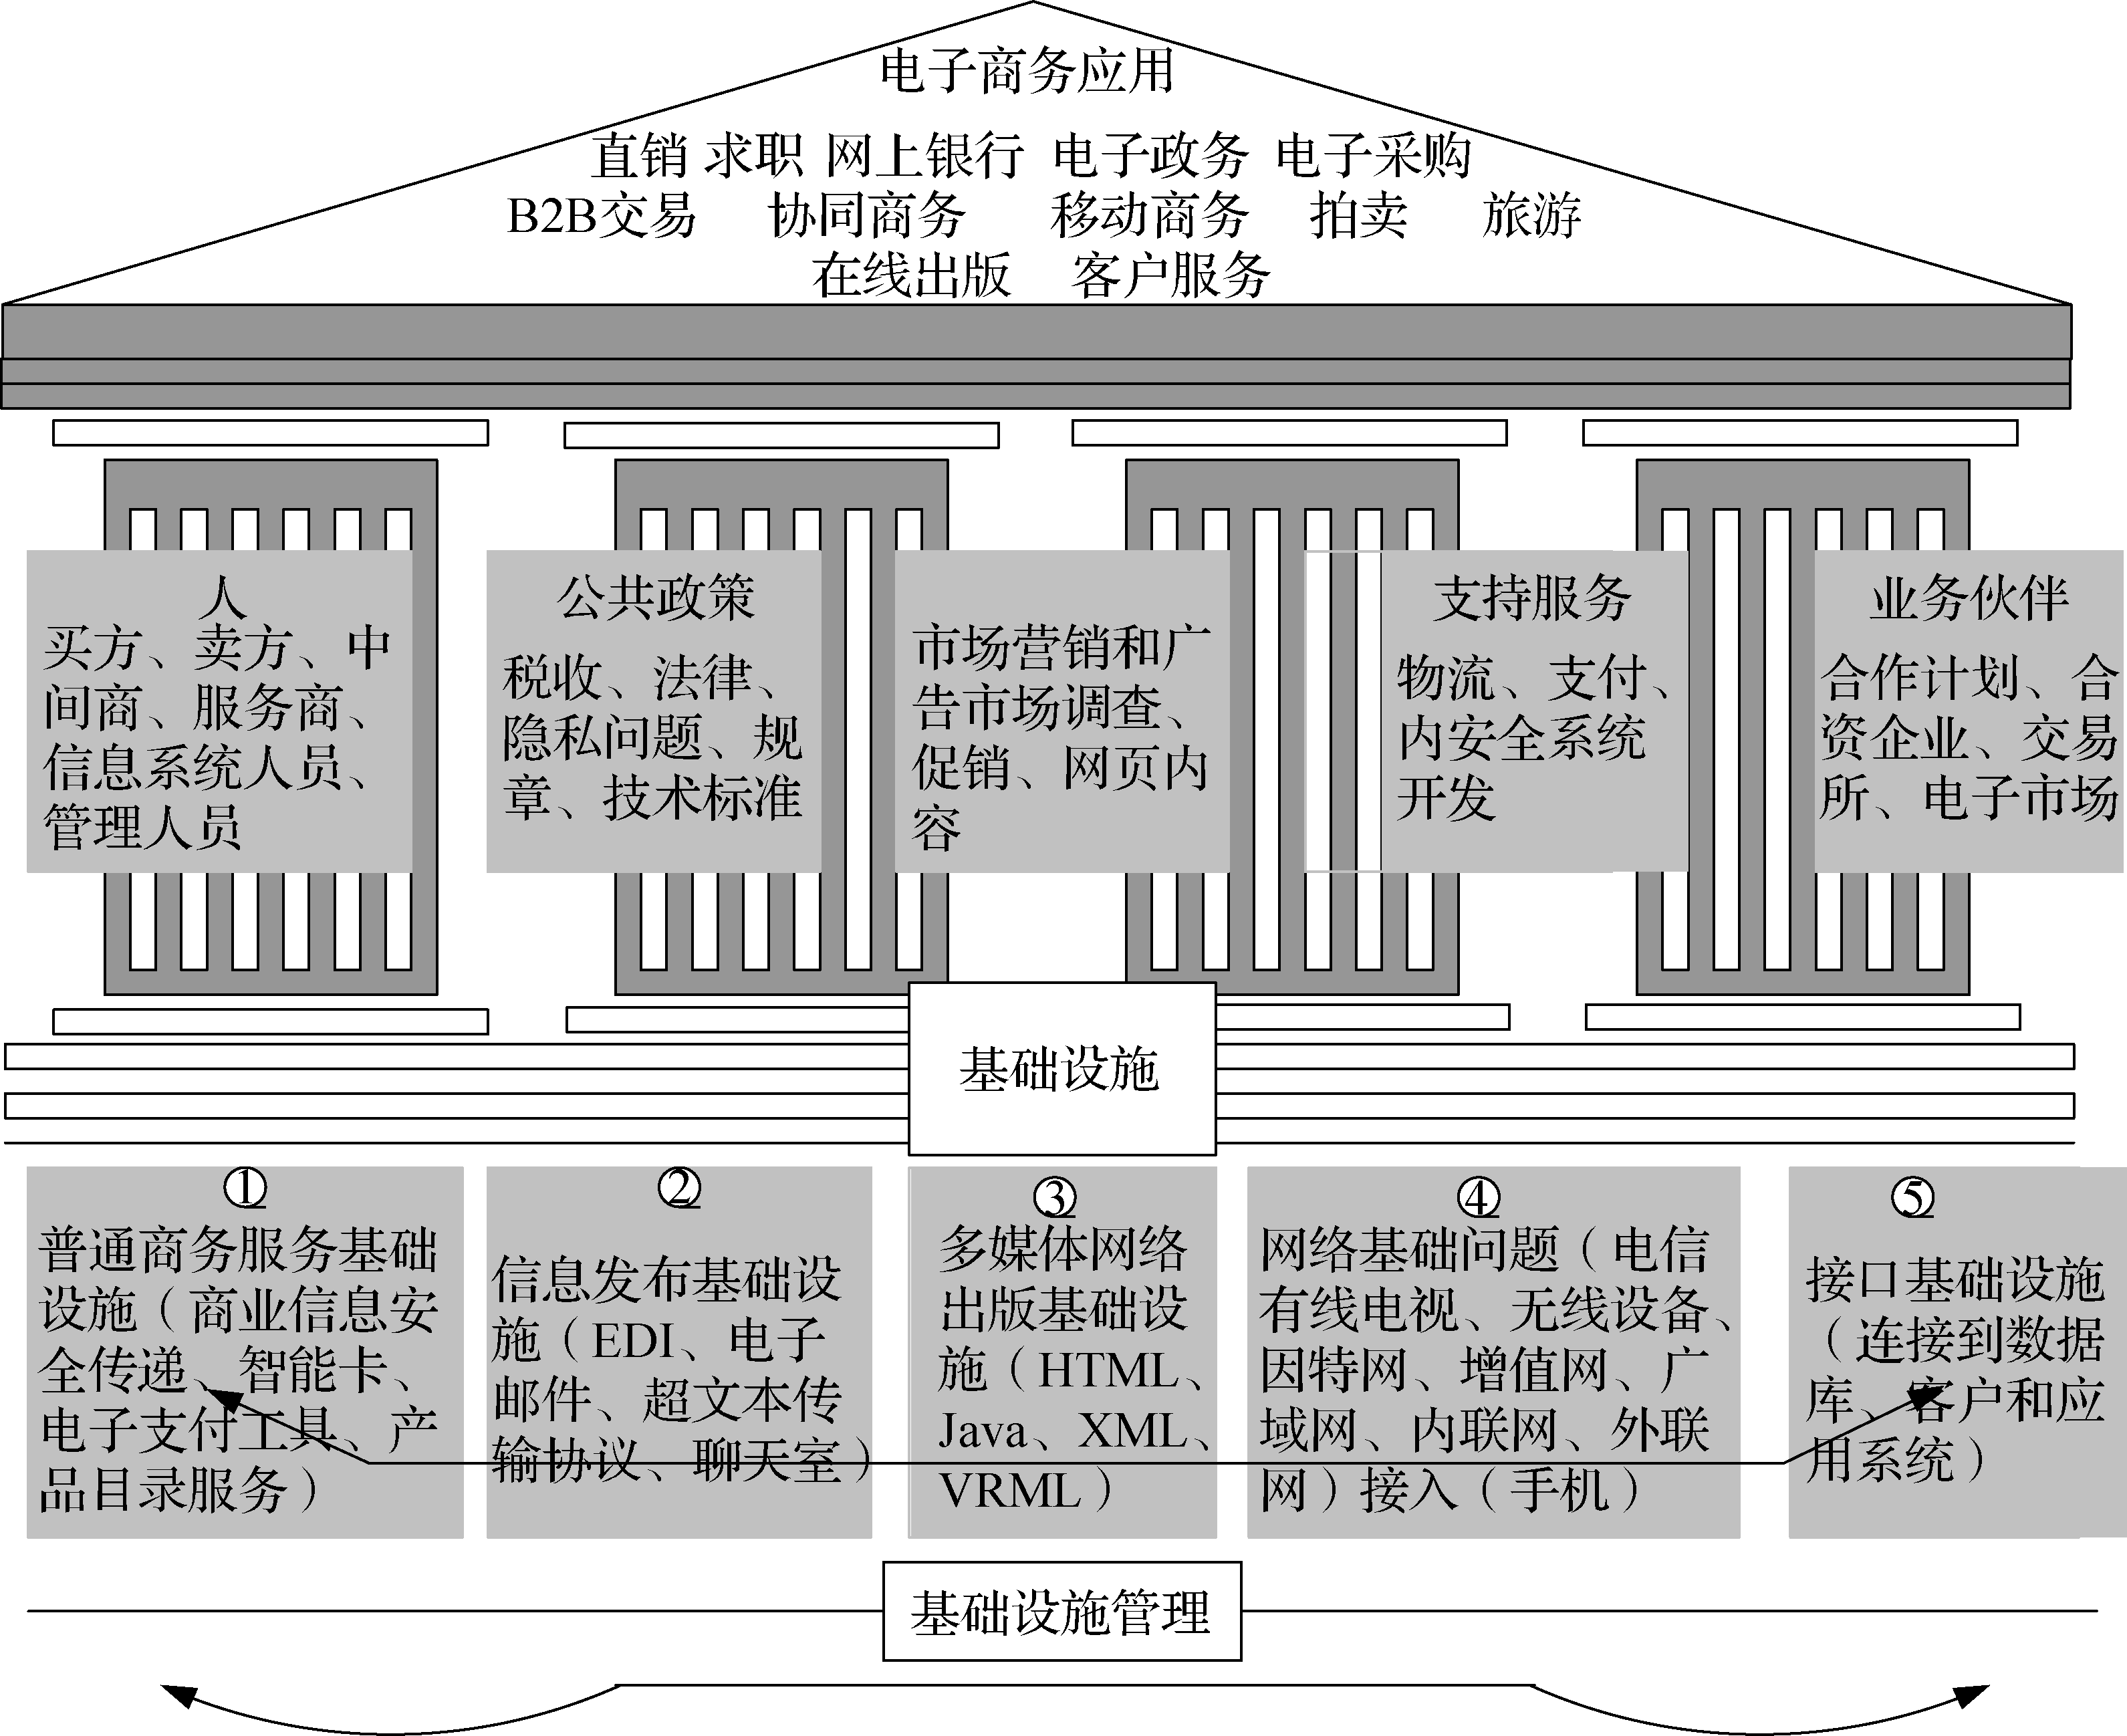 电子商务应用
直销 求职 网上银行 电子政务 电子采购
B2B交易 协同商务 移动商务 拍卖 旅游
在线出版 客户服务
人
买方、卖方、中
间商、服务商、
信息系统人员、
管理人员
公共政策
税收、法律、
隐私问题、规
章、技术标准
市场营销和广
告市场调查、
促销、网页内
容
支持服务
物流、支付、
内安全系统
开发
业务伙伴
合作计划、合
资企业、交易
所、电子市场
基础设施
①
普通商务服务基础
设施（商业信息安
全传递、智能卡、
电子支付工具、产
品目录服务）
②
信息发布基础设
施（EDI、电子
邮件、超文本传
输协议、聊天室）
③
多媒体网络
出版基础设
施（HTML、
Java、XML、
VRML）
④
网络基础问题（电信
有线电视、无线设备、
因特网、增值网、广
域网、内联网、外联
网）接入（手机）
⑤
接口基础设施
（连接到数据
库、客户和应
用系统）
基础设施管理